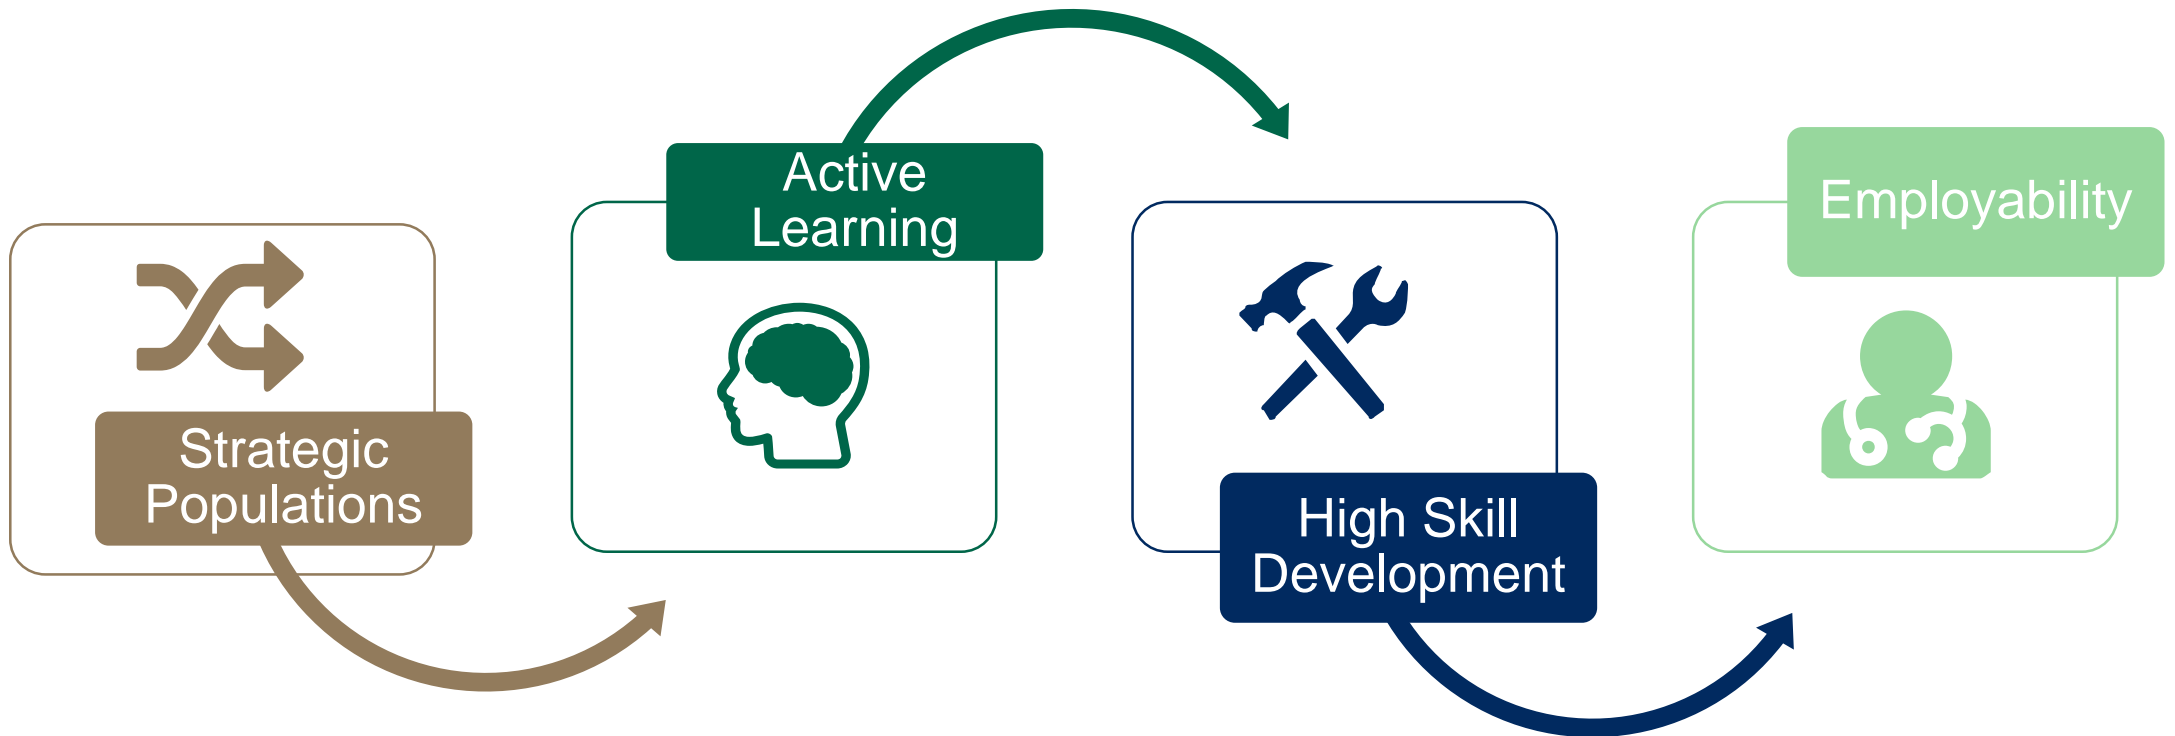 Strategic
Populations
Active
Learning
High Skill
Development
Employability